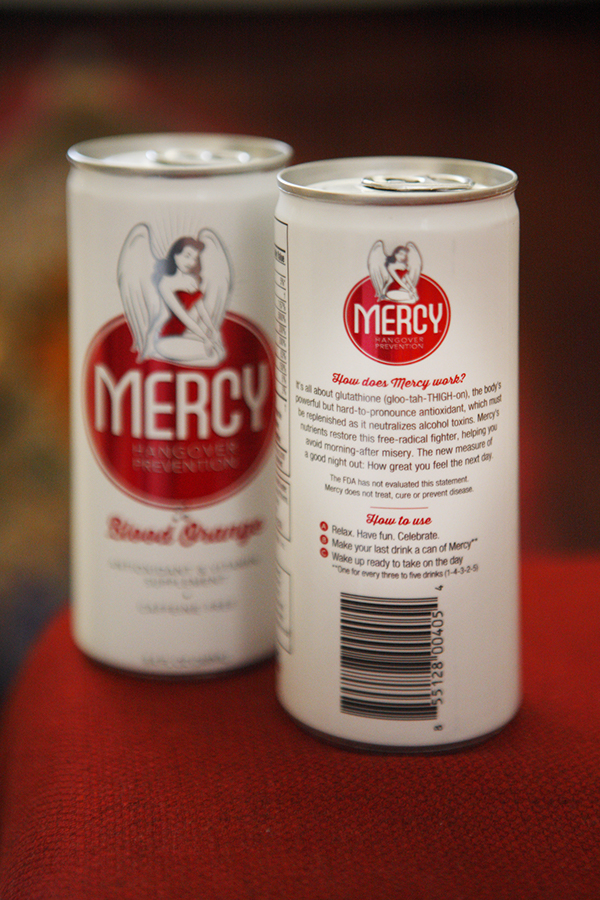 MERCY
HANGOVER
PREVENTION
Blood Orange
ANTIOXIDANT & VITAMIN
SUPPLEMENT
CAFFEINE FREE
MERCY
HANGOVER
PREVENTION
How does Mercy work?
It's all about glutathione (gloo-tah-THIGH-on), the body's
powerful but hard-to-pronounce antioxidant, which must
be replenished as it neutralizes alcohol toxins. Mercy's
nutrients restore this free-radical fighter, helping you
avoid morning-after misery. The new measure of
a good night out: How great you feel the next day.
The FDA has not evaluated this statement.
Mercy does not treat, cure or prevent disease.
How to use
A Relax. Have fun. Celebrate.
B Make your last drink a can of Mercy**
C Wake up ready to take on the day
**One for every three to five drinks (1-4-3-2-5)
8 55128 00405 4